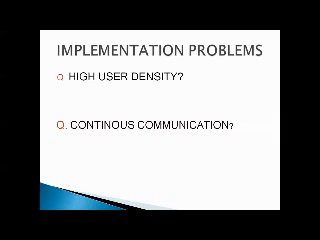 IMPLEMENTATION PROBLEMS
O HIGH USER DENSITY?
Q. CONTINOUS COMMUNICATION?